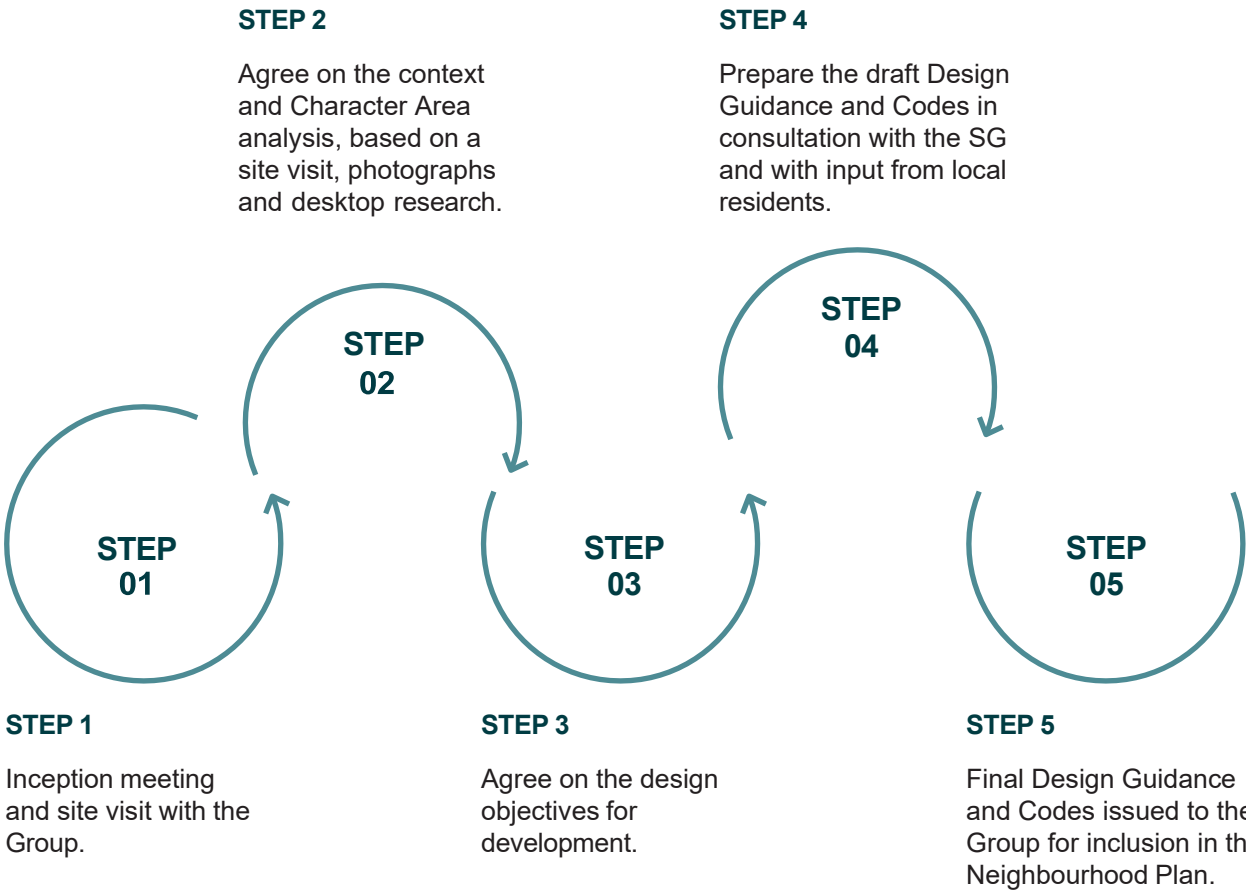 STEP 2
Agree on the context
and Character Area
analysis, based on a
site visit, photographs
and desktop research.
STEP 4
Prepare the draft Design
Guidance and Codes in
consultation with the SG
and with input from local
residents.
STEP
02
STEP
04
STEP
01
STEP
03
STEP
05
STEP 1
Inception meeting
and site visit with the
Group.
STEP 3
Agree on the design
objectives for
development.
STEP 5
Final Design Guidance
and Codes issued to the
Group for inclusion in th
Neighbourhood Plan.